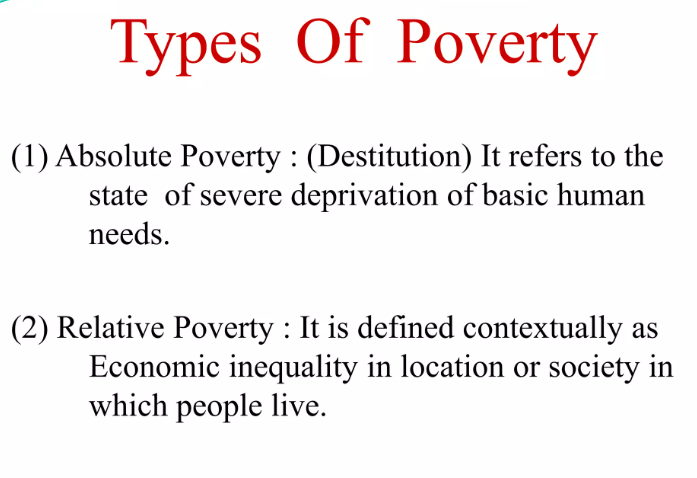 Types Of Poverty
(1) Absolute Poverty : (Destitution) It refers to the
state of severe deprivation of basic human
needs.
(2) Relative Poverty : It is defined contextually as
Economic inequality in location or society in
which people live.